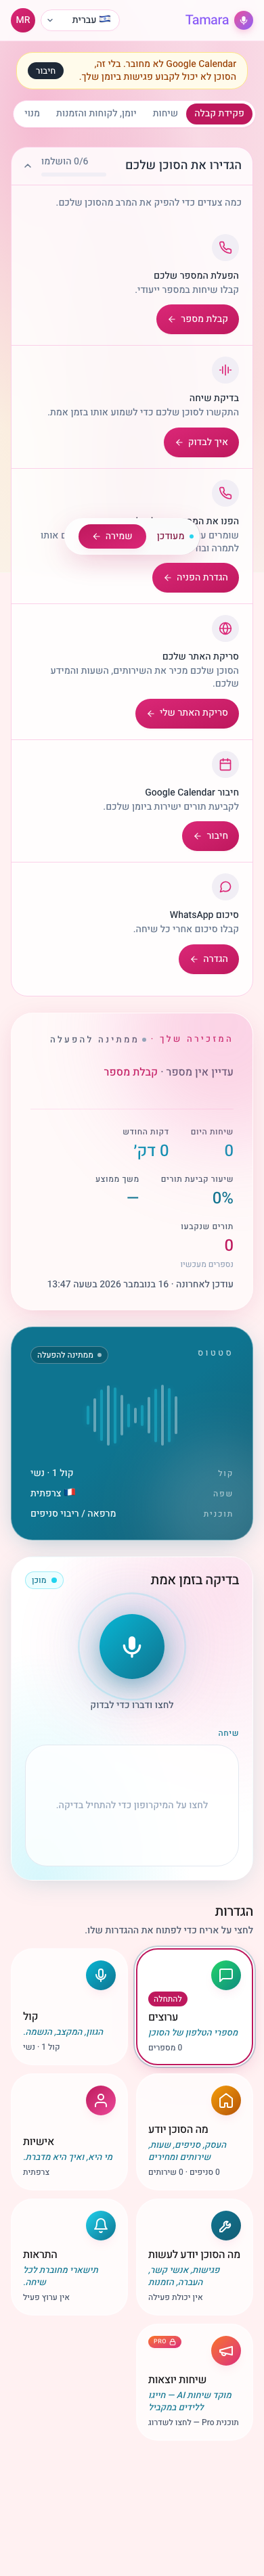 Tamara
עברית
MR
Google Calendar לא מחובר. בלי זה,
הסוכן לא יכול לקבוע פגישות ביומן שלך.
חיבור
פקידת קבלה
שיחות
יומן, לקוחות והזמנות
מנוי
הגדירו את הסוכן שלכם
0/6 הושלמו
כמה צעדים כדי להפיק את המרב מהסוכן שלכם.
הפעלת המספר שלכם
קבלו שיחות במספר ייעודי.
קבלת מספר
בדיקת שיחה
התקשרו לסוכן שלכם כדי לשמוע אותו בזמן אמת.
איך לבדוק
הפנו את
שומרים
אותו
לתמרה
מעודכן
שמירה
הגדרת הפניה
סריקת האתר שלכם
הסוכן שלכם מכיר את השירותים, השעות והמידע
שלכם.
סריקת האתר שלי
חיבור Google Calendar
לקביעת תורים ישירות ביומן שלכם.
חיבור
סיכום WhatsApp
קבלו סיכום אחרי כל שיחה.
הגדרה
המזכירה שלך · ממתינה להפעלה
עדיין אין מספר · קבלת מספר
שיחות היום
0
דקות החודש
0 דק׳
שיעור קביעת תורים
0%
משך ממוצע
—
תורים שנקבעו
0
נספרים מעכשיו
עודכן לאחרונה · 16 בנובמבר 2026 בשעה 13:47
סטטוס
ממתינה להפעלה
קול
קול 1 · נשי
שפה
צרפתית
תוכנית
מרפאה / ריבוי סניפים
בדיקה בזמן אמת
מוכן
לחצו ודברו כדי לבדוק
שיחה
לחצו על המיקרופון כדי להתחיל בדיקה.
הגדרות
לחצי על אריח כדי לפתוח את ההגדרות שלו.
להתחלה
ערוצים
מספרי הטלפון של הסוכן
0 מספרים
קול
הגוון, המקצב, הנשמה.
קול 1 · נשי
מה הסוכן יודע
העסק, סניפים, שעות,
שירותים ומחירים
0 סניפים · 0 שירותים
אישיות
מי היא, ואיך היא מדברת.
צרפתית
מה הסוכן יודע לעשות
פגישות, אנשי קשר,
העברה, הזמנות
אין יכולת פעילה
התראות
תישארי מחוברת לכל
שיחה.
אין ערוץ פעיל
PRO
שיחות יוצאות
מוקד שיחות AI — חייגו
ללידים במקביל
תוכנית Pro — לחצו לשדרוג